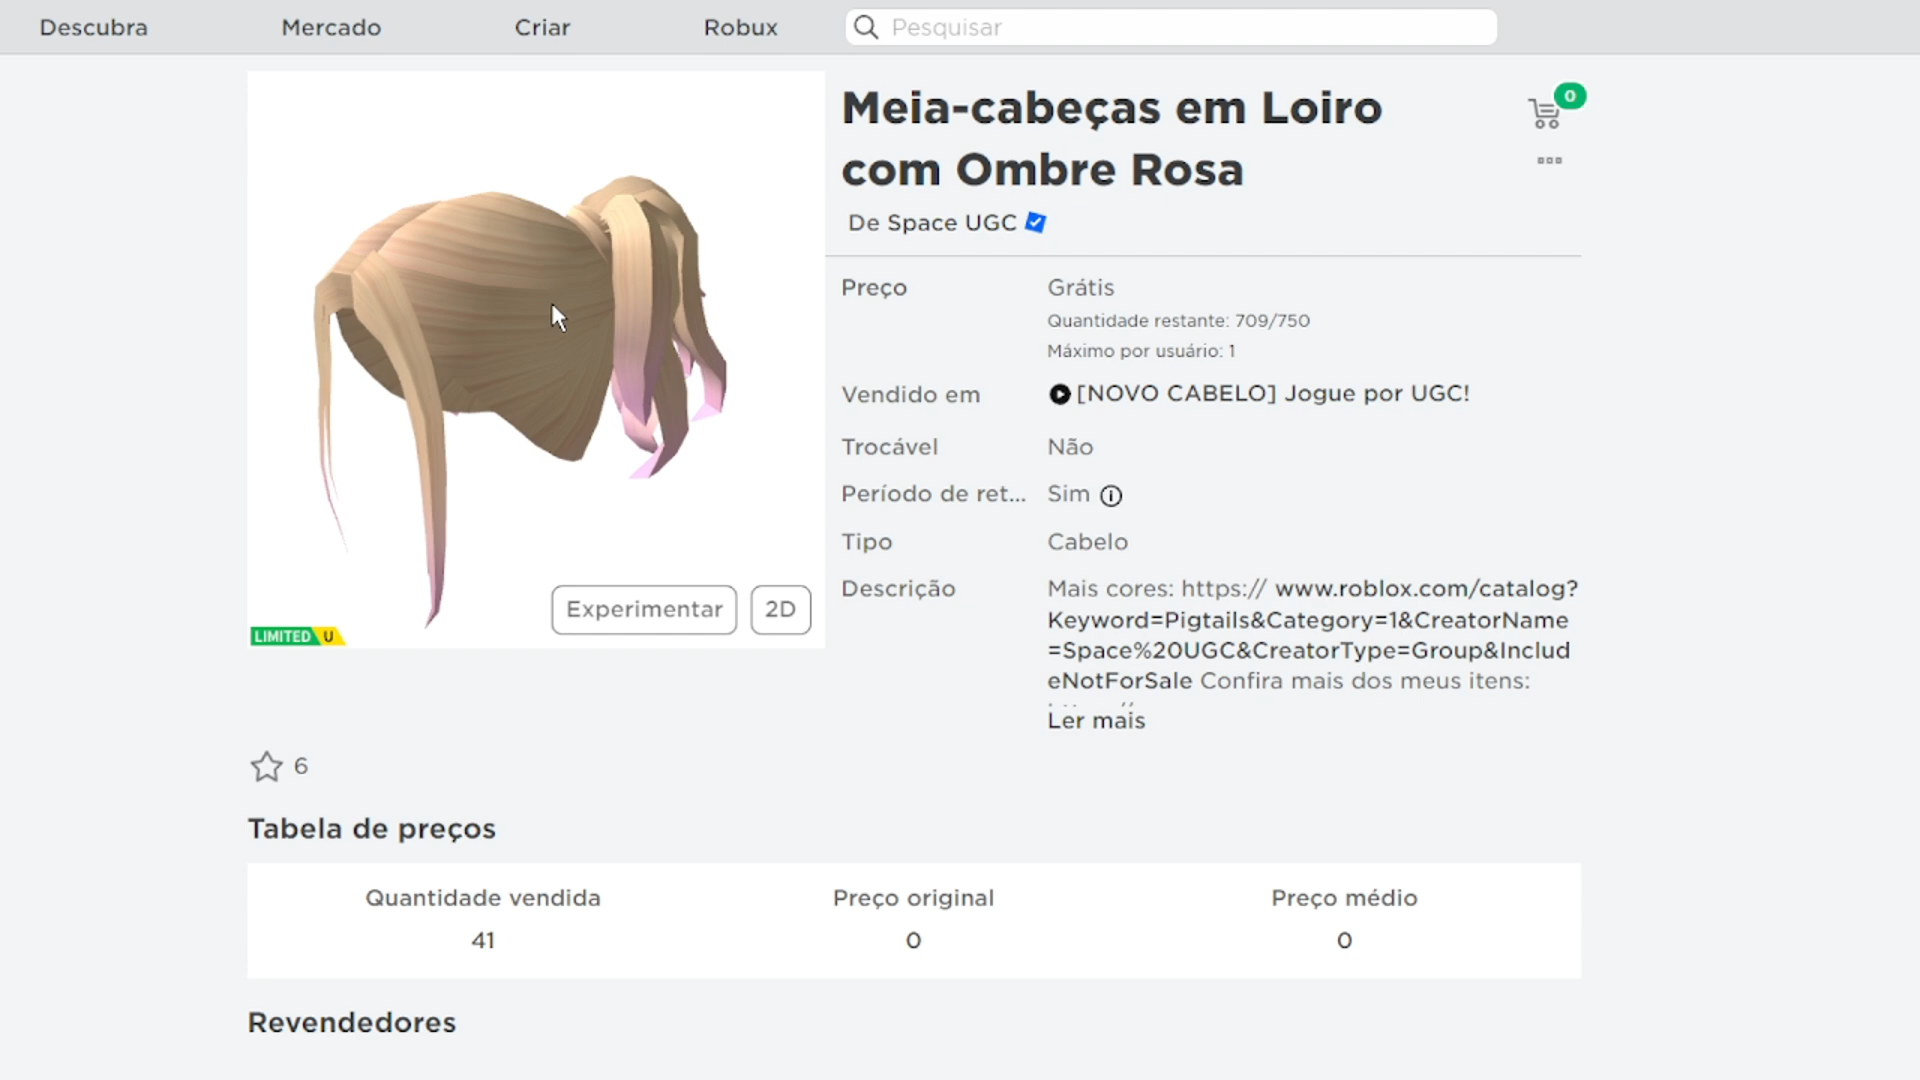 Descubra Mercado Criar Robux Pesquisar
0
Meia-cabeças em Loiro
com Ombre Rosa
De Space UGC
Preço Grátis
Quantidade restante: 709/750
Máximo por usuário: 1
Vendido em [NOVO CABELO] Jogue por UGC!
Trocável Não
Período de ret... Sim
Tipo Cabelo
Descrição Mais cores: https:// www.roblox.com/catalog?
Keyword=Pigtails&Category=1&CreatorName
=Space%20UGC&CreatorType=Group&Includ
eNotForSale Confira mais dos meus itens:
Ler mais
Experimentar 2D
LIMITED U
6
Tabela de preços
Quantidade vendida Preço original Preço médio
41 0 0
Revendedores